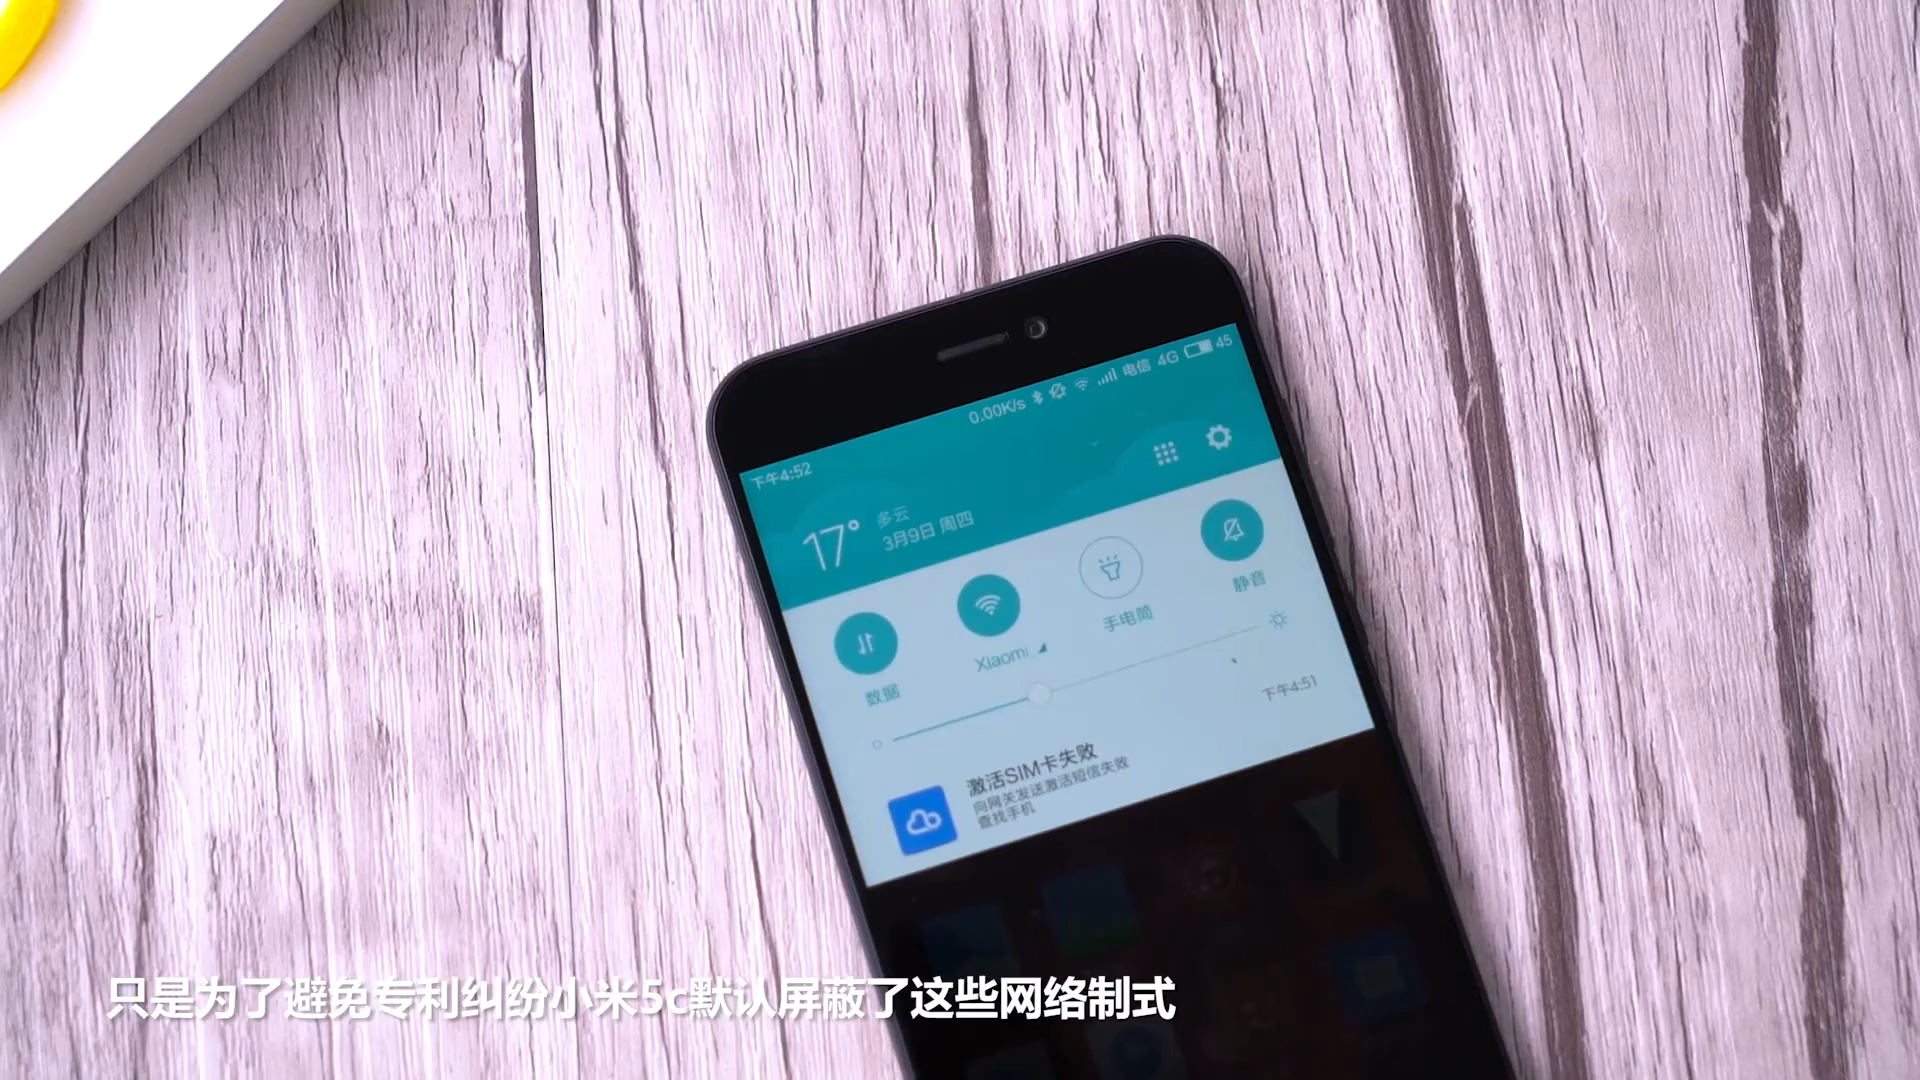 0.00K/s 电信 4G 45
下午4:52
17° 多云
3月9日 周四
数据 Xiaomi 手电筒 静音
下午4:51
激活SIM卡失败
向网关发送激活短信失败
查找手机
只是为了避免专利纠纷小米5c默认屏蔽了这些网络制式